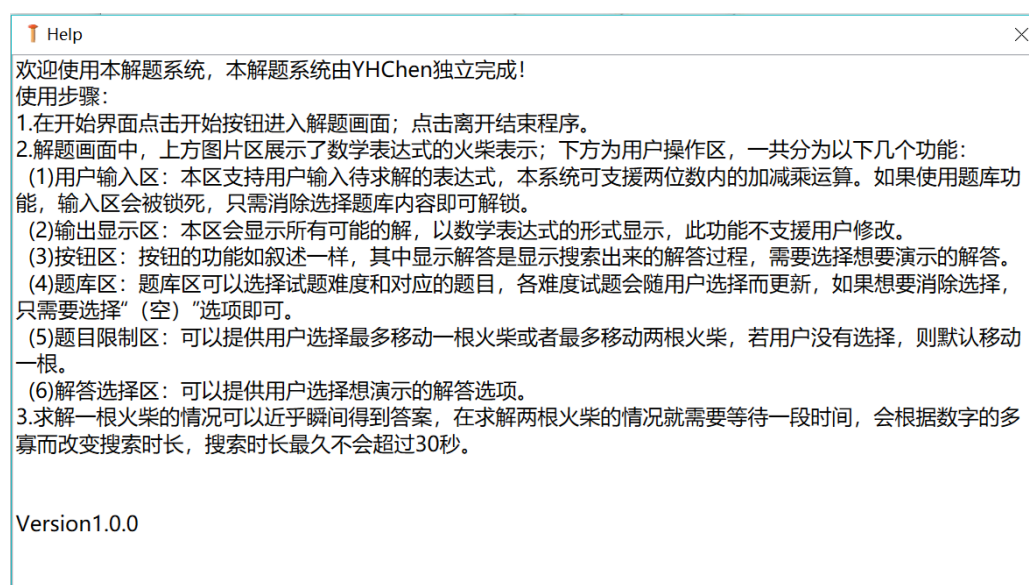 Help
欢迎使用本解题系统，本解题系统由YHChen独立完成！
使用步骤：
1.在开始界面点击开始按钮进入解题画面；点击离开结束程序。
2.解题画面中，上方图片区展示了数学表达式的火柴表示；下方为用户操作区，一共分为以下几个功能：
(1)用户输入区：本区支持用户输入待求解的表达式，本系统可支援两位数内的加减乘运算。如果使用题库功
能，输入区会被锁死，只需消除选择题库内容即可解锁。
(2)输出显示区：本区会显示所有可能的解，以数学表达式的形式显示，此功能不支援用户修改。
(3)按钮区：按钮的功能如叙述一样，其中显示解答是显示搜索出来的解答过程，需要选择想要演示的解答。
(4)题库区：题库区可以选择试题难度和对应的题目，各难度试题会随用户选择而更新，如果想要消除选择，
只需要选择“（空）”选项即可。
(5)题目限制区：可以提供用户选择最多移动一根火柴或者最多移动两根火柴，若用户没有选择，则默认移动
一根。
(6)解答选择区：可以提供用户选择想演示的解答选项。
3.求解一根火柴的情况可以近乎瞬间得到答案，在求解两根火柴的情况就需要等待一段时间，会根据数字的多
寡而改变搜索时长，搜索时长最久不会超过30秒。
Version1.0.0